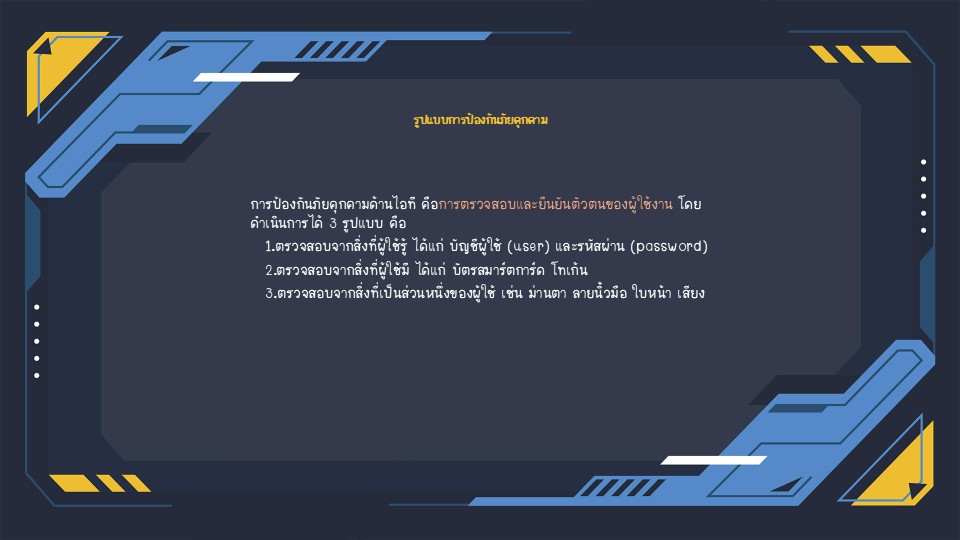 รูปแบบการป้องกันภัยคุกคาม
การป้องกันภัยคุกคามด้านไอที คือการตรวจสอบและยืนยันตัวตนของผู้ใช้งาน โดย
ดำเนินการได้ 3 รูปแบบ คือ
1.ตรวจสอบจากสิ่งที่ผู้ใช้รู้ ได้แก่ บัญชีผู้ใช้ (user) และรหัสผ่าน (password)
2.ตรวจสอบจากสิ่งที่ผู้ใช้มี ได้แก่ บัตรสมาร์ตการ์ด โทเก้น
3.ตรวจสอบจากสิ่งที่เป็นส่วนหนึ่งของผู้ใช้ เช่น ม่านตา ลายนิ้วมือ ใบหน้า เสียง